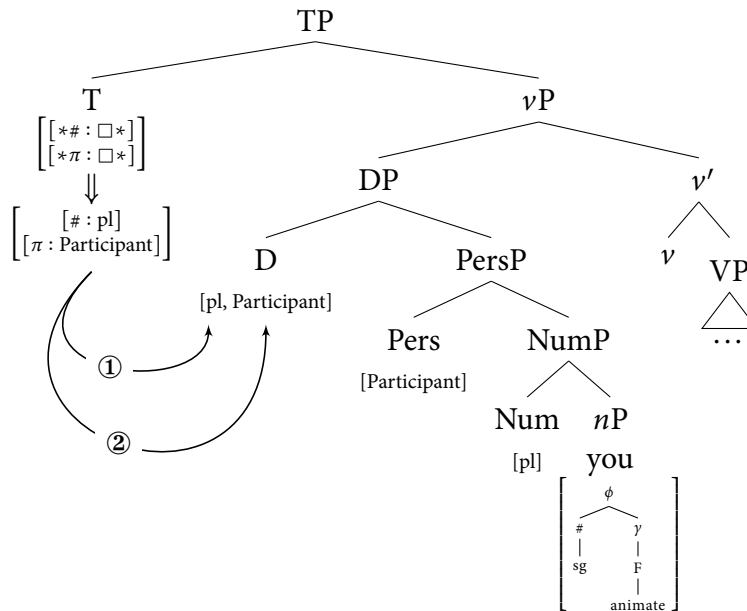 TP
T νP
[∗# : □∗]
[∗π : □∗]
⇓
DP ν′
[# : pl]
[π : Participant]
D PersP ν VP
[pl, Participant]
...
Pers NumP
① [Participant]
Num nP
② [pl] you
ϕ
# γ
sg F
animate